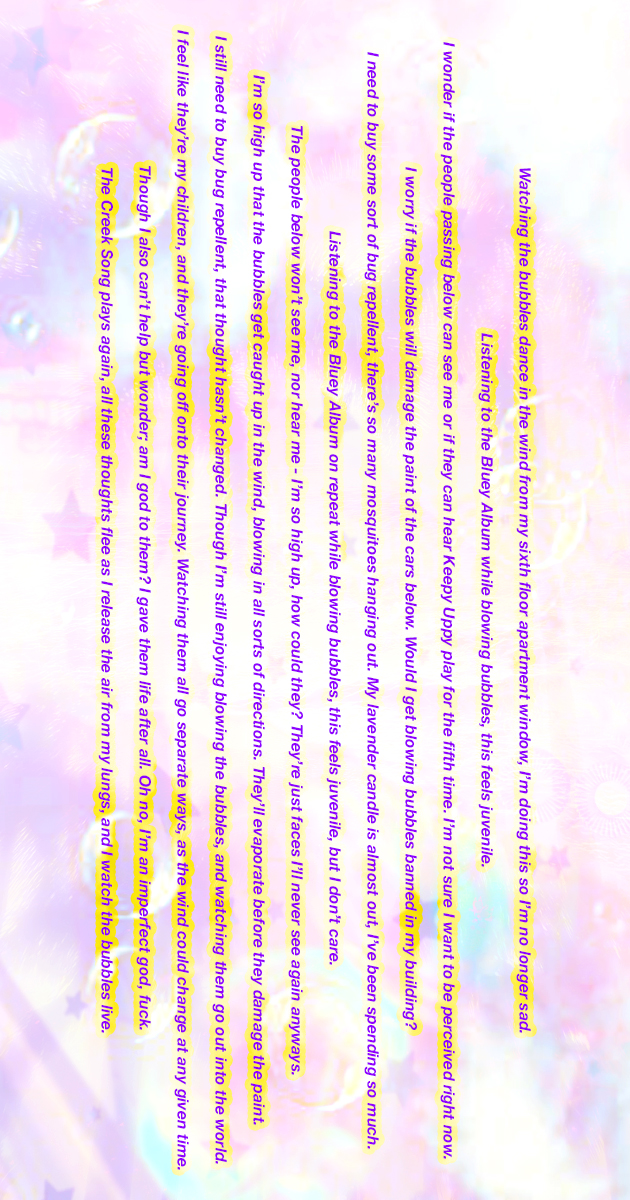 Watching the bubbles dance in the wind from my sixth floor apartment window, I'm doing this so I'm no longer sad.
Listening to the Bluey Album while blowing bubbles, this feels juvenile.
I wonder if the people passing below can see me or if they can hear Keepy Uppy play for the fifth time. I'm not sure I want to be perceived right now.
I worry if the bubbles will damage the paint of the cars below. Would I get blowing bubbles banned in my building?
I need to buy some sort of bug repellent, there's so many mosquitoes hanging out. My lavender candle is almost out, I've been spending so much.
Listening to the Bluey Album on repeat while blowing bubbles, this feels juvenile, but I don't care.
The people below won't see me, nor hear me - I'm so high up, how could they? They're just faces I'll never see again anyways.
I'm so high up that the bubbles get caught up in the wind, blowing in all sorts of directions. They'll evaporate before they damage the paint.
I still need to buy bug repellent, that thought hasn't changed. Though I'm still enjoying blowing the bubbles, and watching them go out into the world.
I feel like they're my children, and they're going off onto their journey. Watching them all go separate ways, as the wind could change at any given time.
Though I also can't help but wonder; am I god to them? I gave them life after all. Oh no, I'm an imperfect god, fuck.
The Creek Song plays again, all these thoughts flee as I release the air from my lungs, and I watch the bubbles live.